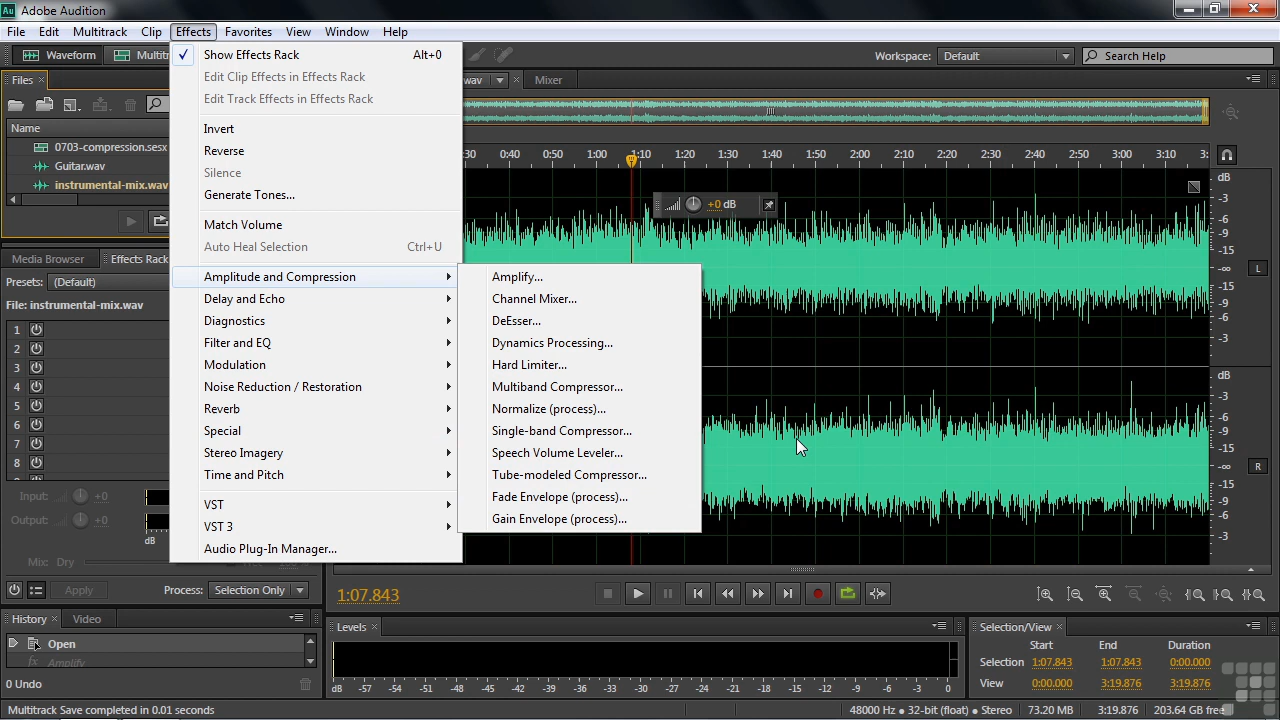 Au Adobe Audition
File Edit Multitrack Clip Effects Favorites View Window Help
Waveform
Workspace: Default Search Help
Files
wav Mixer
Name
0703-compression.sesx
Guitar.wav
instrumental-mix.wav
Show Effects Rack Alt+0
Edit Clip Effects in Effects Rack
Edit Track Effects in Effects Rack
Invert
Reverse
Silence
Generate Tones...
Match Volume
Auto Heal Selection Ctrl+U
Amplitude and Compression
Delay and Echo
Diagnostics
Filter and EQ
Modulation
Noise Reduction / Restoration
Reverb
Special
Stereo Imagery
Time and Pitch
VST
VST 3
Audio Plug-In Manager...
Amplify...
Channel Mixer...
DeEsser...
Dynamics Processing...
Hard Limiter...
Multiband Compressor...
Normalize (process)...
Single-band Compressor...
Speech Volume Leveler...
Tube-modeled Compressor...
Fade Envelope (process)...
Gain Envelope (process)...
:30 0:40 0:50 1:00 1:10 1:20 1:30 1:40 1:50 2:00 2:10 2:20 2:30 2:40 2:50 3:00 3:10
+0 dB
dB
-3
-6
-9
-15
-∞
-15
-9
-6
-3
L
dB
-3
-6
-9
-15
-∞
-15
-9
-6
-3
R
Media Browser Effects Rack
Presets: (Default)
File: instrumental-mix.wav
1
2
3
4
5
6
7
8
Input: +0
Output: +0
dB
Mix: Dry
Apply Process: Selection Only
1:07.843
History Video
Open
Amplify
0 Undo
Levels
dB -57 -54 -51 -48 -45 -42 -39 -36 -33 -30 -27 -24 -21 -18 -15 -12 -9 -6 -3 0
Selection/View
Start End Duration
Selection 1:07.843 1:07.843 0:00.000
View 0:00.000 3:19.876 3:19.876
Multitrack Save completed in 0.01 seconds
48000 Hz ● 32-bit (float) ● Stereo 73.20 MB 3:19.876 203.64 GB free